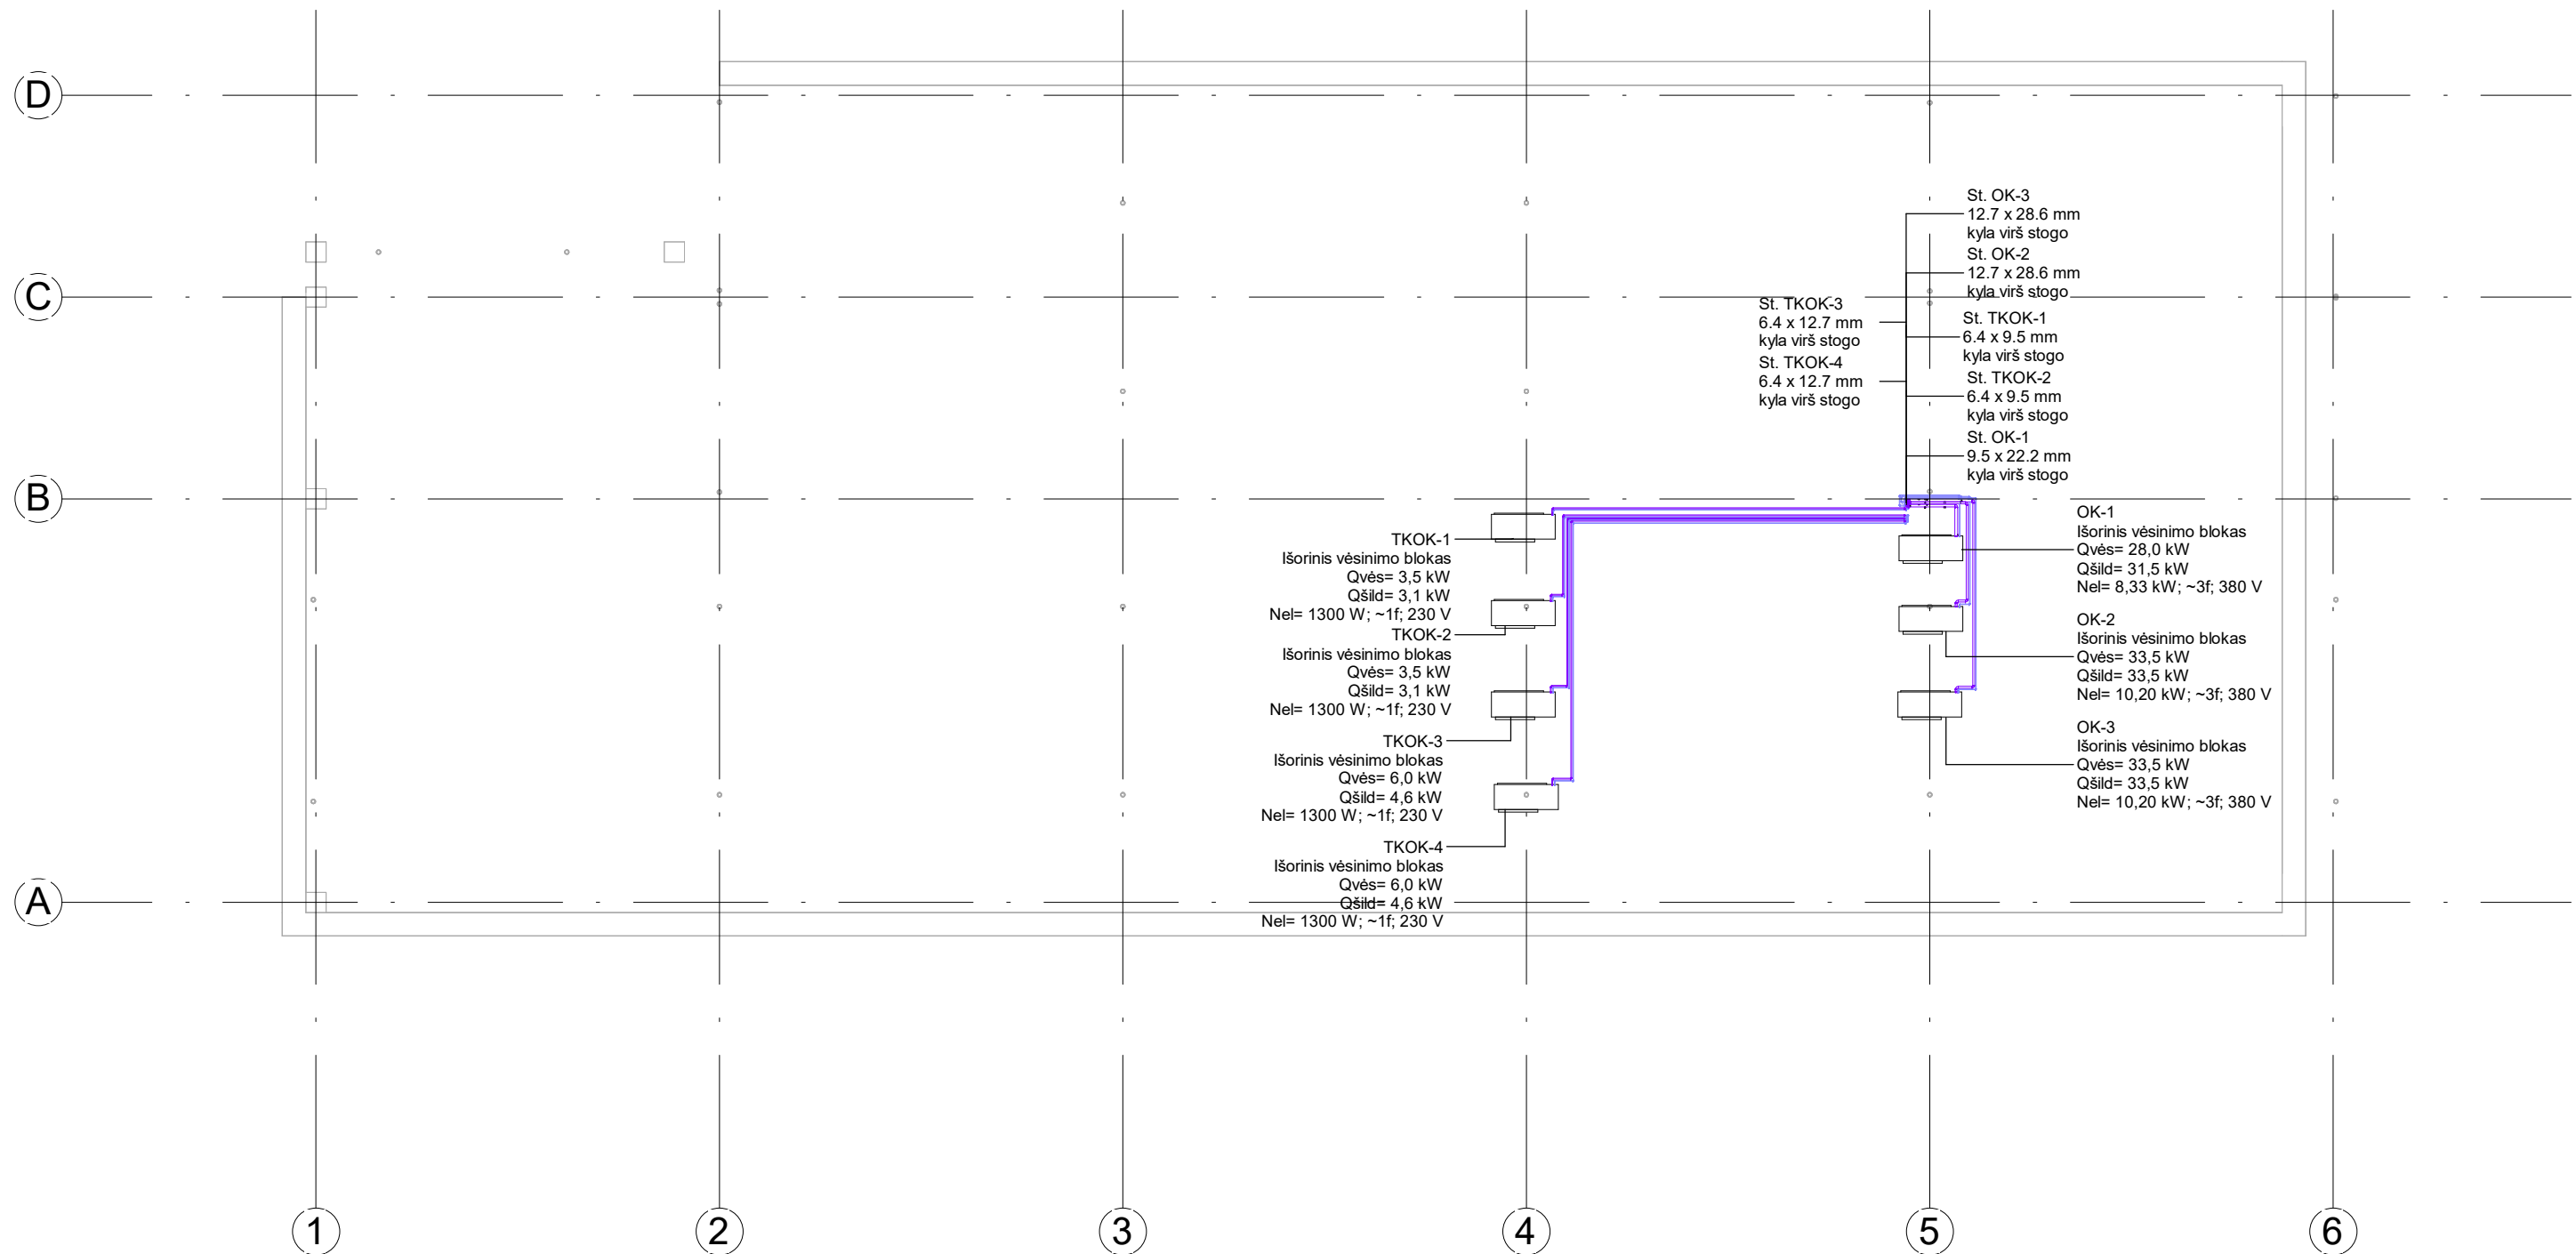 D
St. OK-3
12.7 x 28.6 mm
kyla virš stogo
St. OK-2
12.7 x 28.6 mm
kyla virš stogo
C
St. TKOK-3
6.4 x 12.7 mm
kyla virš stogo
St. TKOK-4
6.4 x 12.7 mm
kyla virš stogo
St. TKOK-1
6.4 x 9.5 mm
kyla virš stogo
St. TKOK-2
6.4 x 9.5 mm
kyla virš stogo
St. OK-1
9.5 x 22.2 mm
kyla virš stogo
B
TKOK-1
Išorinis vėsinimo blokas
Qvės= 3,5 kW
Qšild= 3,1 kW
Nel= 1300 W; ~1f; 230 V
TKOK-2
Išorinis vėsinimo blokas
Qvės= 3,5 kW
Qšild= 3,1 kW
Nel= 1300 W; ~1f; 230 V
TKOK-3
Išorinis vėsinimo blokas
Qvės= 6,0 kW
Qšild= 4,6 kW
Nel= 1300 W; ~1f; 230 V
TKOK-4
Išorinis vėsinimo blokas
Qvės= 6,0 kW
Qšild= 4,6 kW
Nel= 1300 W; ~1f; 230 V
OK-1
Išorinis vėsinimo blokas
Qvės= 28,0 kW
Qšild= 31,5 kW
Nel= 8,33 kW; ~3f; 380 V
OK-2
Išorinis vėsinimo blokas
Qvės= 33,5 kW
Qšild= 33,5 kW
Nel= 10,20 kW; ~3f; 380 V
OK-3
Išorinis vėsinimo blokas
Qvės= 33,5 kW
Qšild= 33,5 kW
Nel= 10,20 kW; ~3f; 380 V
A
1 2 3 4 5 6